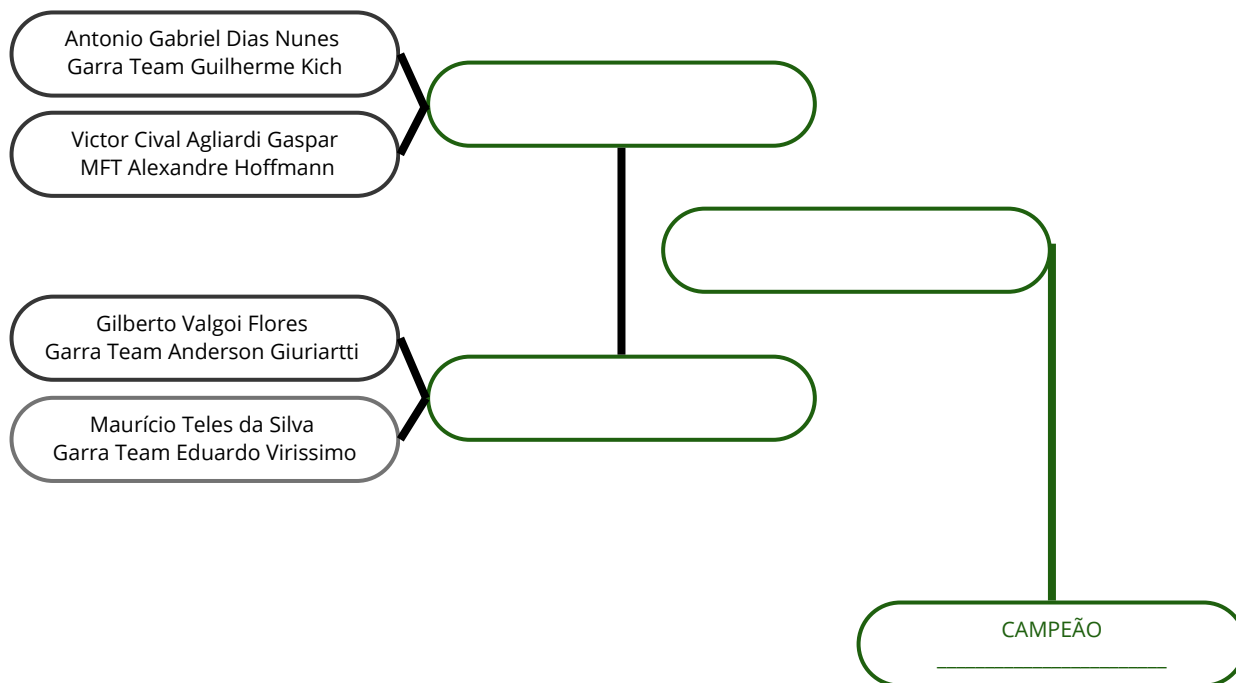 Antonio Gabriel Dias Nunes
Garra Team Guilherme Kich
Victor Cival Agliardi Gaspar
MFT Alexandre Hoffmann
Gilberto Valgoi Flores
Garra Team Anderson Giuriartti
Maurício Teles da Silva
Garra Team Eduardo Virissimo
CAMPEÃO
_______________________